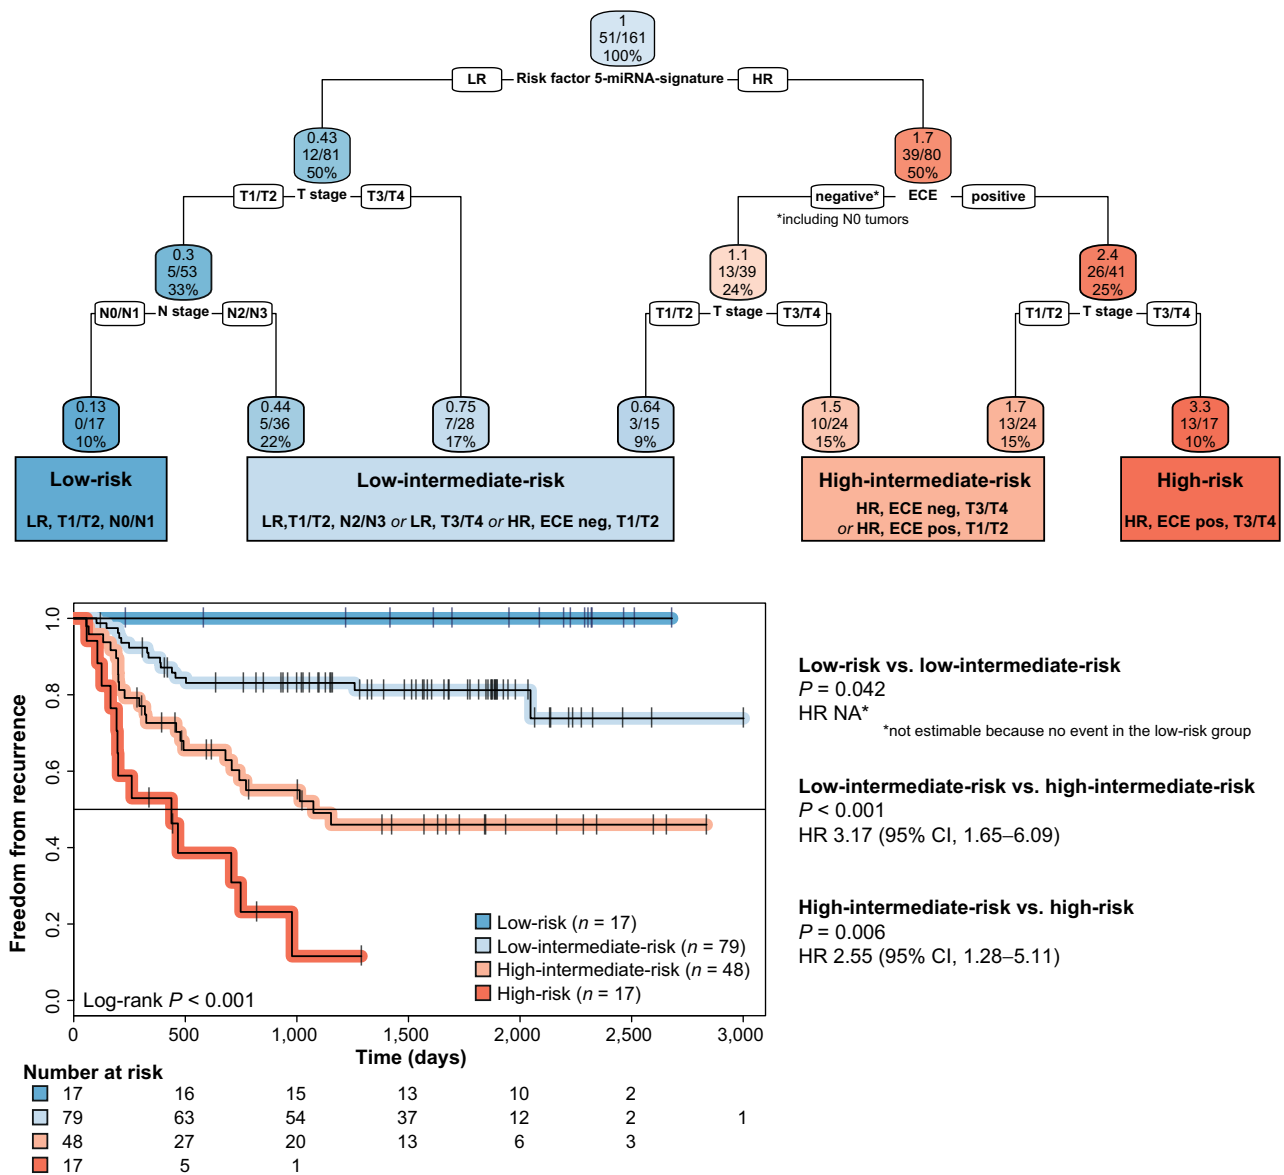 1
51/161
100%
LR Risk factor 5-miRNA-signature HR
0.43
12/81
50%
1.7
39/80
50%
T1/T2 T stage T3/T4
negative* ECE positive
*including N0 tumors
0.3
5/53
33%
1.1
13/39
24%
2.4
26/41
25%
N0/N1 N stage N2/N3
T1/T2 T stage T3/T4
T1/T2 T stage T3/T4
0.13
0/17
10%
0.44
5/36
22%
0.75
7/28
17%
0.64
3/15
9%
1.5
10/24
15%
1.7
13/24
15%
3.3
13/17
10%
Low-risk
LR, T1/T2, N0/N1
Low-intermediate-risk
LR,T1/T2, N2/N3 or LR, T3/T4 or HR, ECE neg, T1/T2
High-intermediate-risk
HR, ECE neg, T3/T4
or HR, ECE pos, T1/T2
High-risk
HR, ECE pos, T3/T4
Freedom from recurrence
1.0
0.8
0.6
0.4
0.2
0.0
Low-risk (n = 17)
Low-intermediate-risk (n = 79)
High-intermediate-risk (n = 48)
High-risk (n = 17)
Log-rank P < 0.001
0 500 1,000 1,500 2,000 2,500 3,000
Time (days)
Low-risk vs. low-intermediate-risk
P = 0.042
HR NA*
*not estimable because no event in the low-risk group
Low-intermediate-risk vs. high-intermediate-risk
P < 0.001
HR 3.17 (95% CI, 1.65–6.09)
High-intermediate-risk vs. high-risk
P = 0.006
HR 2.55 (95% CI, 1.28–5.11)
Number at risk
17 16 15 13 10 2
79 63 54 37 12 2 1
48 27 20 13 6 3
17 5 1